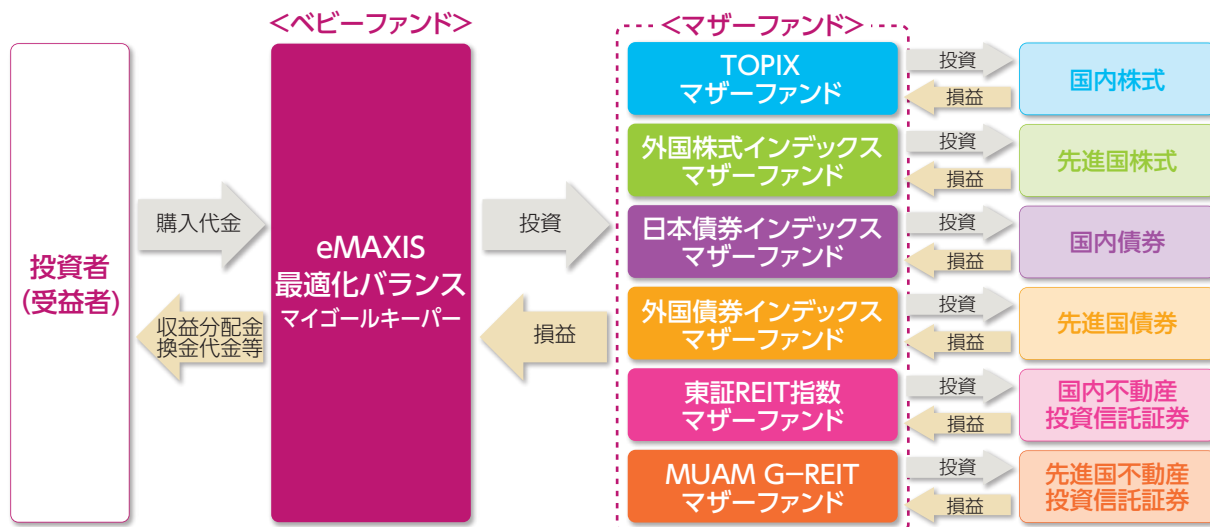 <ベビーファンド>
<マザーファンド>
投資者
(受益者)
購入代金
収益分配金
換金代金等
eMAXIS
最適化バランス
マイゴールキーパー
投資
損益
TOPIX
マザーファンド
投資
損益
国内株式
外国株式インデックス
マザーファンド
投資
損益
先進国株式
日本債券インデックス
マザーファンド
投資
損益
国内債券
外国債券インデックス
マザーファンド
投資
損益
先進国債券
東証REIT指数
マザーファンド
投資
損益
国内不動産
投資信託証券
MUAM G−REIT
マザーファンド
投資
損益
先進国不動産
投資信託証券